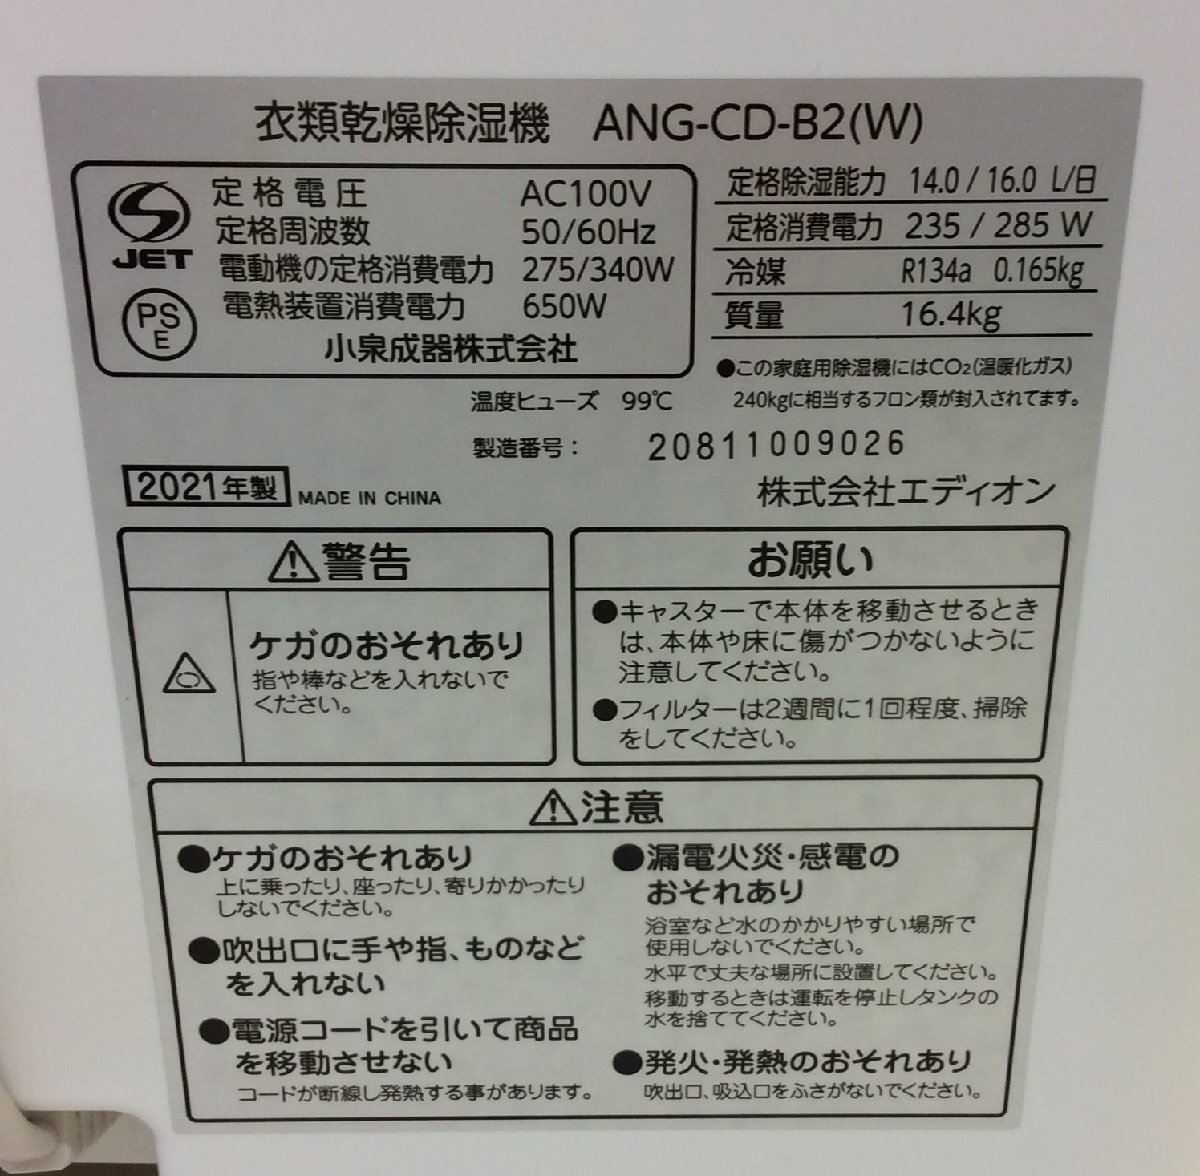 衣類乾燥除湿機 ANG-CD-B2(W)
JET
PS
E
定格電圧 AC100V
定格周波数 50/60Hz
電動機の定格消費電力 275/340W
電熱装置消費電力 650W
小泉成器株式会社
定格除湿能力 14.0 / 16.0 L/日
定格消費電力 235 / 285 W
冷媒 R134a 0.165kg
質量 16.4kg
●この家庭用除湿機にはCO₂(温暖化ガス)
240kgに相当するフロン類が封入されてます。
温度ヒューズ 99℃
製造番号: 20811009026
2021年製 MADE IN CHINA
株式会社エディオン
⚠警告
ケガのおそれあり
指や棒などを入れないで
ください。
お願い
●キャスターで本体を移動させるとき
は、本体や床に傷がつかないように
注意してください。
●フィルターは2週間に1回程度、掃除
をしてください。
⚠注意
●ケガのおそれあり
上に乗ったり、座ったり、寄りかかったり
しないでください。
●吹出口に手や指、ものなど
を入れない
●電源コードを引いて商品
を移動させない
コードが断線し発熱する事があります。
●漏電火災・感電の
おそれあり
浴室など水のかかりやすい場所で
使用しないでください。
水平で丈夫な場所に設置してください。
移動するときは運転を停止しタンクの
水を捨ててください。
●発火・発熱のおそれあり
吹出口、吸込口をふさがないでください。